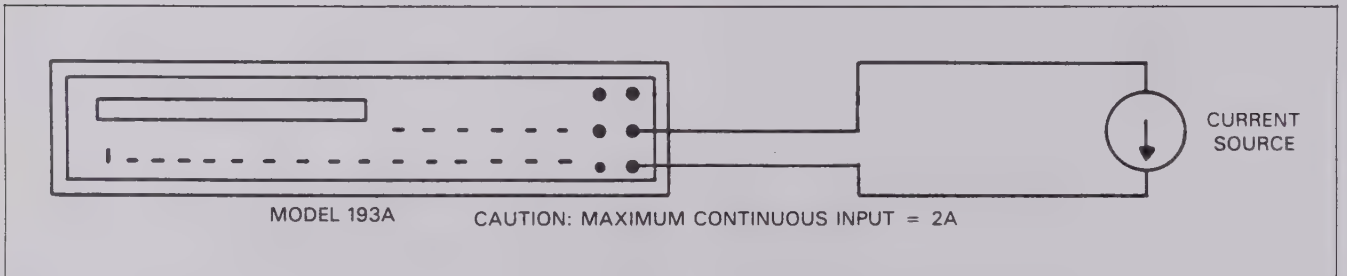 CURRENT
SOURCE
MODEL 193A
CAUTION: MAXIMUM CONTINUOUS INPUT = 2A